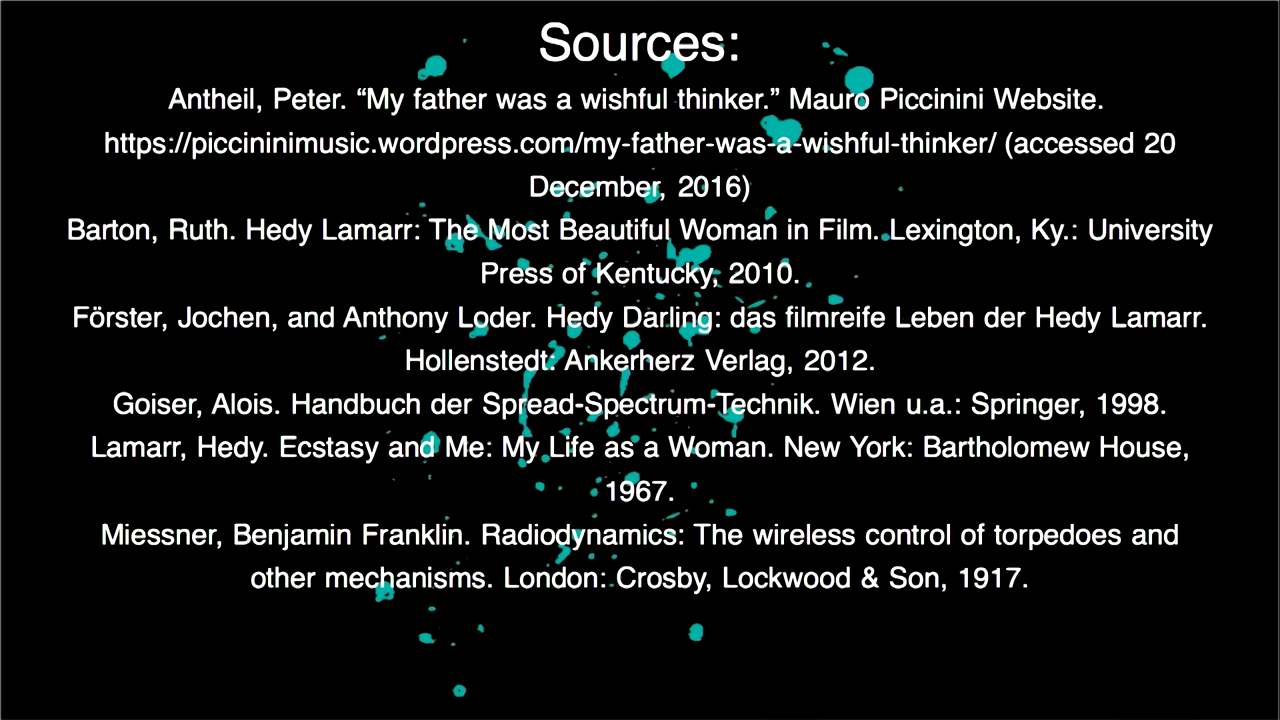 Sources:
Antheil, Peter. “My father was a wishful thinker.” Mauro Piccinini Website.
https://piccininimusic.wordpress.com/my-father-was-a-wishful-thinker/ (accessed 20
December, 2016)
Barton, Ruth. Hedy Lamarr: The Most Beautiful Woman in Film. Lexington, Ky.: University
Press of Kentucky, 2010.
Förster, Jochen, and Anthony Loder. Hedy Darling: das filmreife Leben der Hedy Lamarr.
Hollenstedt: Ankerherz Verlag, 2012.
Goiser, Alois. Handbuch der Spread-Spectrum-Technik. Wien u.a.: Springer, 1998.
Lamarr, Hedy. Ecstasy and Me: My Life as a Woman. New York: Bartholomew House,
1967.
Miessner, Benjamin Franklin. Radiodynamics: The wireless control of torpedoes and
other mechanisms. London: Crosby, Lockwood & Son, 1917.